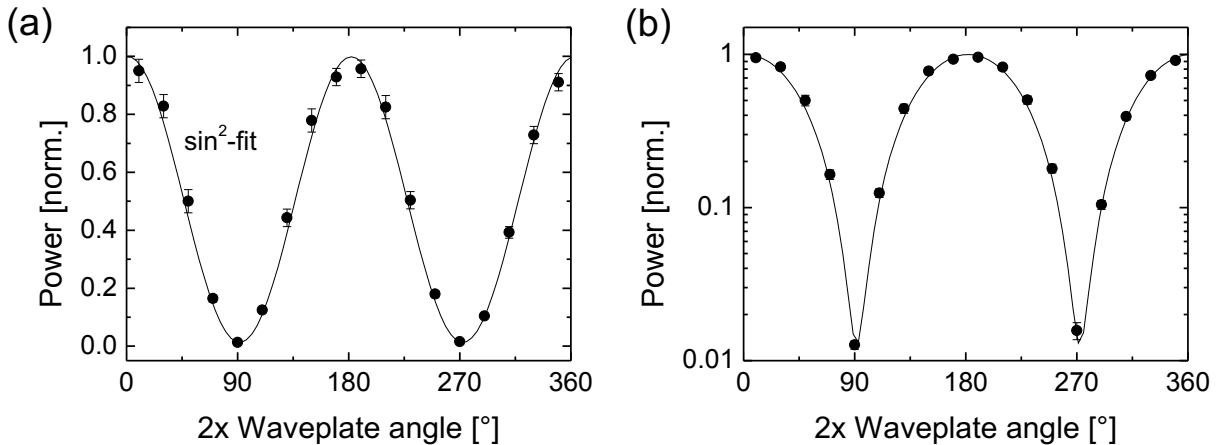 (a)
Power [norm.]
1.0
0.8
0.6
0.4
0.2
0.0
sin²-fit
0 90 180 270 360
2x Waveplate angle [°]
(b)
Power [norm.]
1
0.1
0.01
0 90 180 270 360
2x Waveplate angle [°]